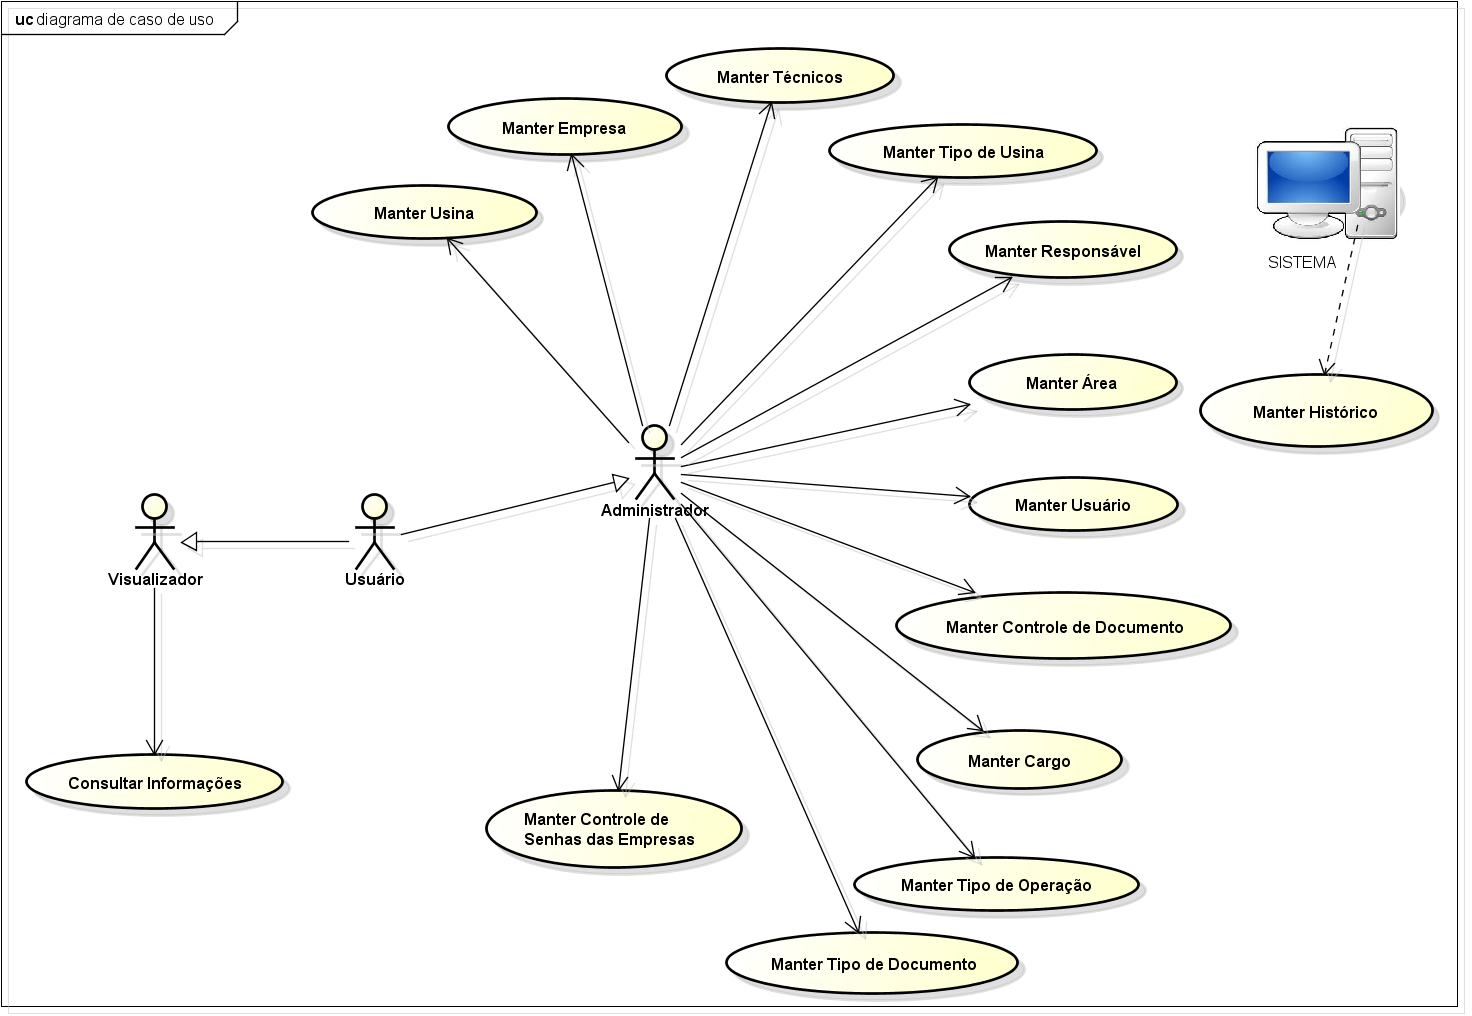 uc diagrama de caso de uso
Manter Técnicos
Manter Empresa
Manter Tipo de Usina
Manter Usina
Manter Responsável
SISTEMA
Manter Área
Manter Histórico
Manter Usuário
Administrador
Visualizador
Usuário
Manter Controle de Documento
Manter Cargo
Consultar Informações
Manter Controle de
Senhas das Empresas
Manter Tipo de Operação
Manter Tipo de Documento